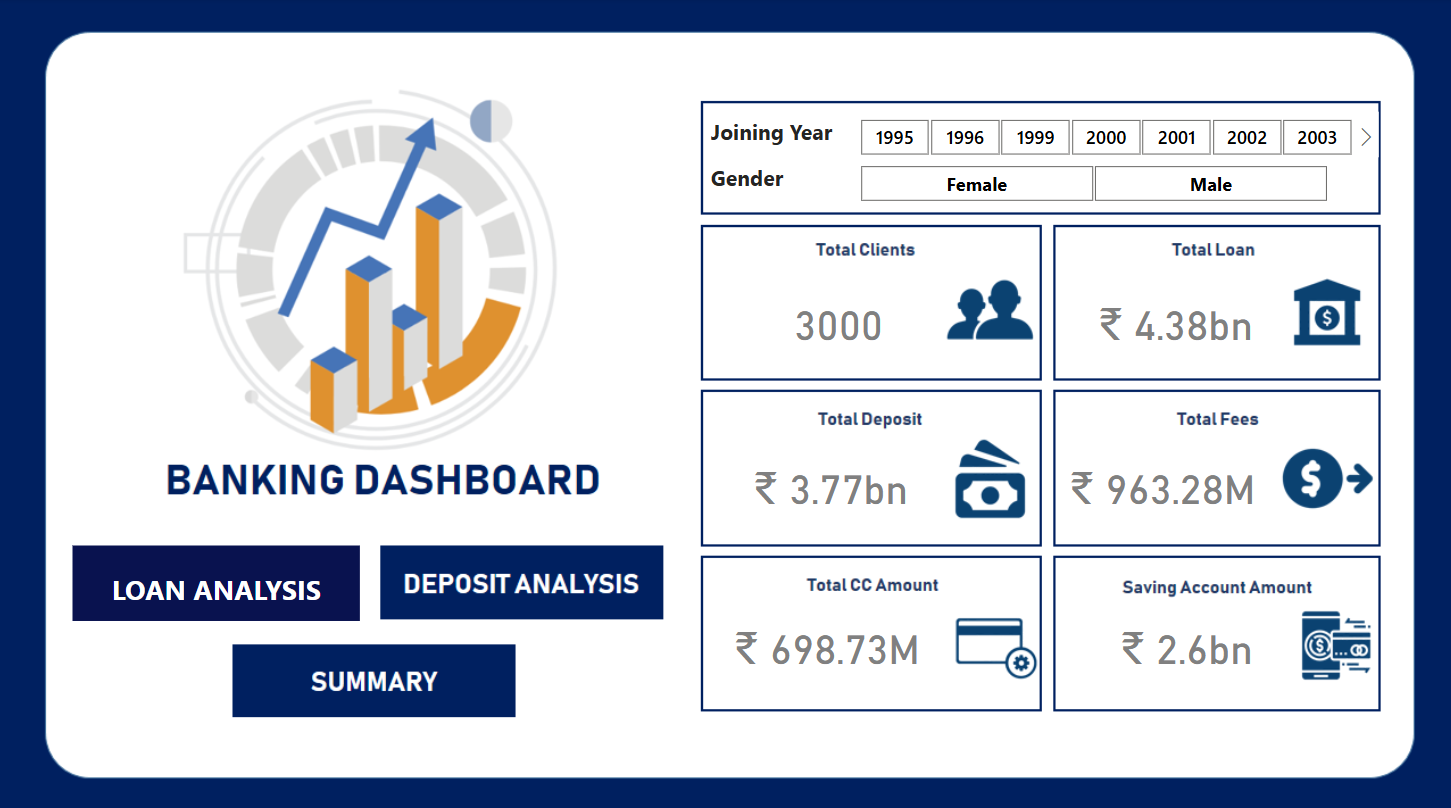 BANKING DASHBOARD
LOAN ANALYSIS
DEPOSIT ANALYSIS
SUMMARY
Joining Year
1995 1996 1999 2000 2001 2002 2003
Gender
Female Male
Total Clients
3000
Total Loan
₹ 4.38bn
Total Deposit
₹ 3.77bn
Total Fees
₹ 963.28M
Total CC Amount
₹ 698.73M
Saving Account Amount
₹ 2.6bn